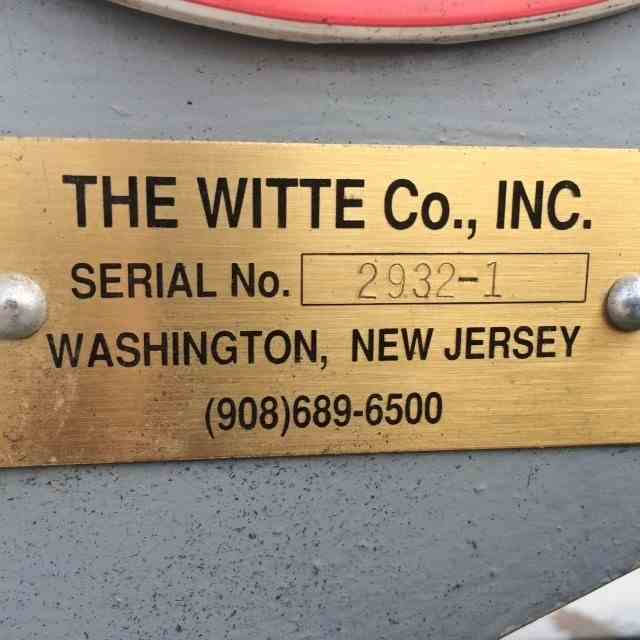 THE WITTE Co., INC.
SERIAL No. 2932-1
WASHINGTON, NEW JERSEY
(908)689-6500